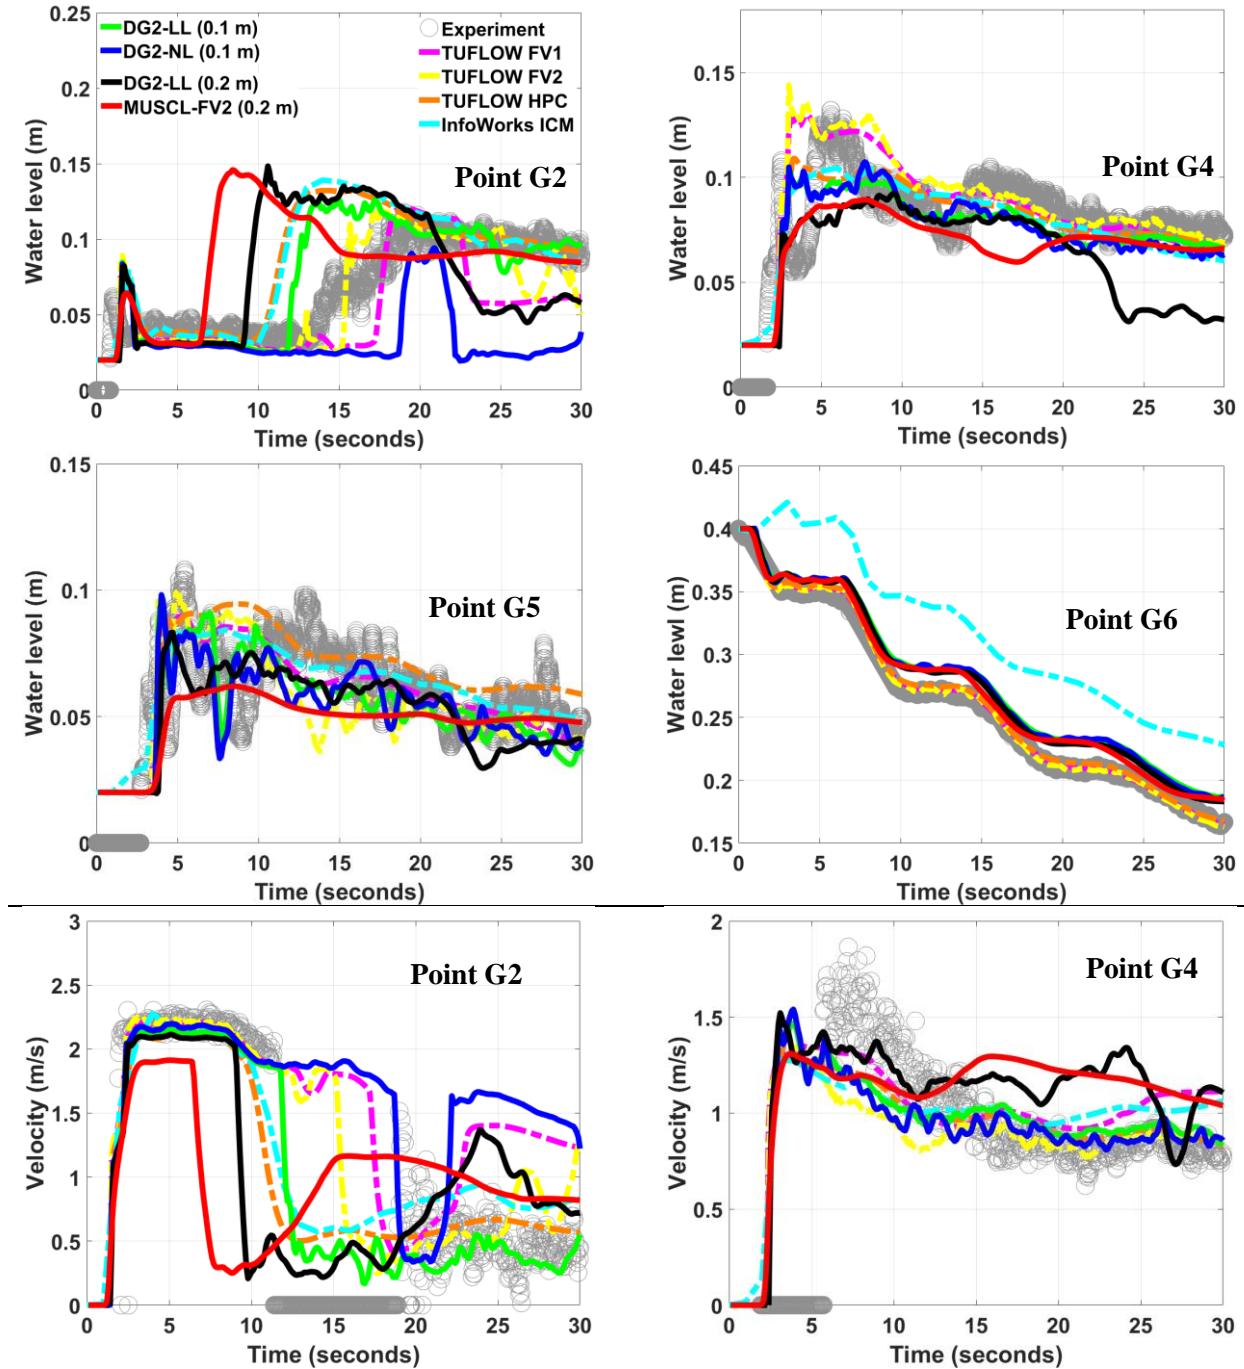 0.25
0.2
0.15
0.1
0.05
0
Water level (m)
DG2-LL (0.1 m)
DG2-NL (0.1 m)
DG2-LL (0.2 m)
MUSCL-FV2 (0.2 m)
Experiment
TUFLOW FV1
TUFLOW FV2
TUFLOW HPC
InfoWorks ICM
Point G2
0 5 10 15 20 25 30
Time (seconds)
0.15
0.1
0.05
0
Water level (m)
Point G4
0 5 10 15 20 25 30
Time (seconds)
0.15
0.1
0.05
0
Water level (m)
Point G5
0 5 10 15 20 25 30
Time (seconds)
0.45
0.4
0.35
0.3
0.25
0.2
0.15
Water level (m)
Point G6
0 5 10 15 20 25 30
Time (seconds)
3
2.5
2
1.5
1
0.5
0
Velocity (m/s)
Point G2
0 5 10 15 20 25 30
Time (seconds)
2
1.5
1
0.5
0
Velocity (m/s)
Point G4
0 5 10 15 20 25 30
Time (seconds)